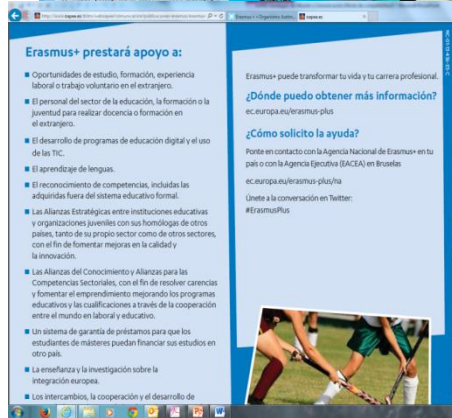 Erasmus+ prestará apoyo a:
Oportunidades de estudio, formación, experiencia
laboral o trabajo voluntario en el extranjero.
El personal del sector de la educación, la formación o la
juventud para realizar docencia o formación en
el extranjero.
El desarrollo de programas de educación digital y el uso
de las TIC.
El aprendizaje de lenguas.
El reconocimiento de competencias, incluidas las
adquiridas fuera del sistema educativo formal.
Las Alianzas Estratégicas entre instituciones educativas
y organizaciones juveniles con sus homólogas de otros
países, tanto de su propio sector como de otros sectores,
con el fin de fomentar mejoras en la calidad y
la innovación.
Las Alianzas del Conocimiento y Alianzas para las
Competencias Sectoriales, con el fin de resolver carencias
y fomentar el emprendimiento mejorando los programas
educativos y las cualificaciones a través de la cooperación
entre el mundo en laboral y educativo.
Un sistema de garantía de préstamos para que los
estudiantes de másteres puedan financiar sus estudios en
otro país.
La enseñanza y la investigación sobre la
integración europea.
Los intercambios, la cooperación y el desarrollo de
Erasmus+ puede transformar tu vida y tu carrera profesional.
¿Dónde puedo obtener más información?
ec.europa.eu/erasmus-plus
¿Cómo solicito la ayuda?
Ponte en contacto con la Agencia Nacional de Erasmus+ en tu
país o con la Agencia Ejecutiva (EACEA) en Bruselas
ec.europa.eu/erasmus-plus/na
Únete a la conversación en Twitter:
#ErasmusPlus